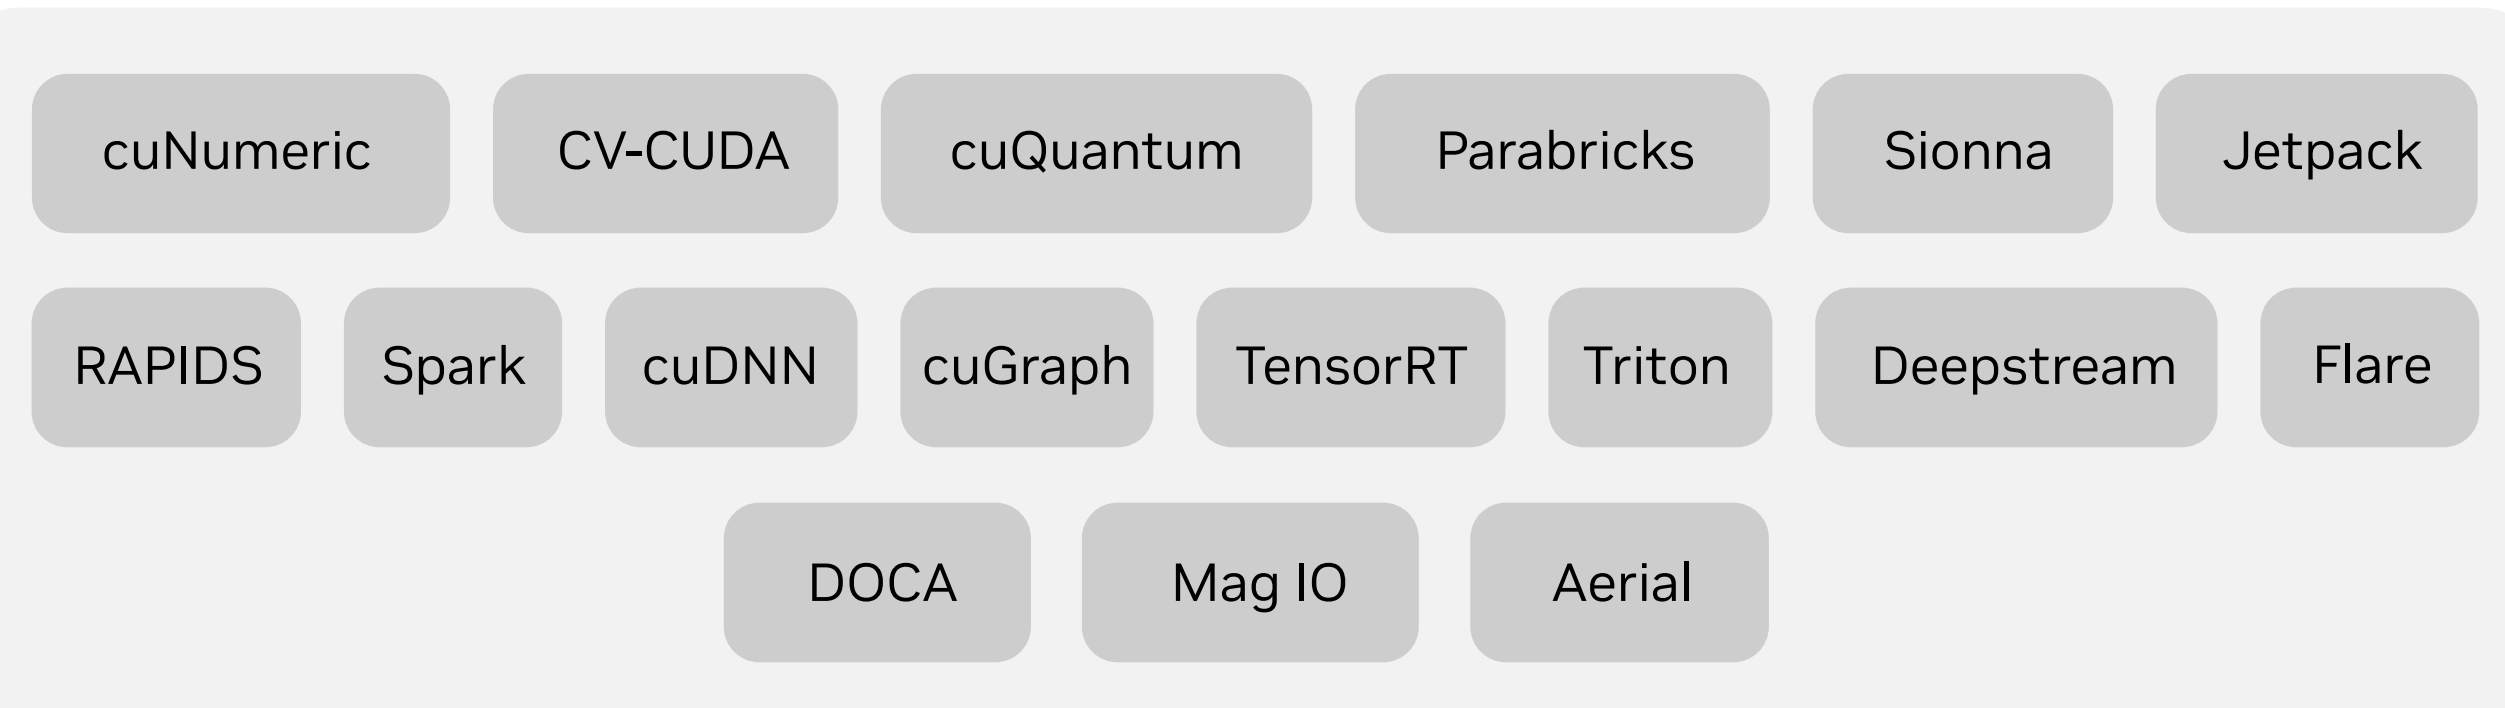 cuNumeric CV-CUDA cuQuantum Parabricks Sionna Jetpack
RAPIDS Spark cuDNN cuGraph TensorRT Triton Deepstream Flare
DOCA Mag IO Aerial